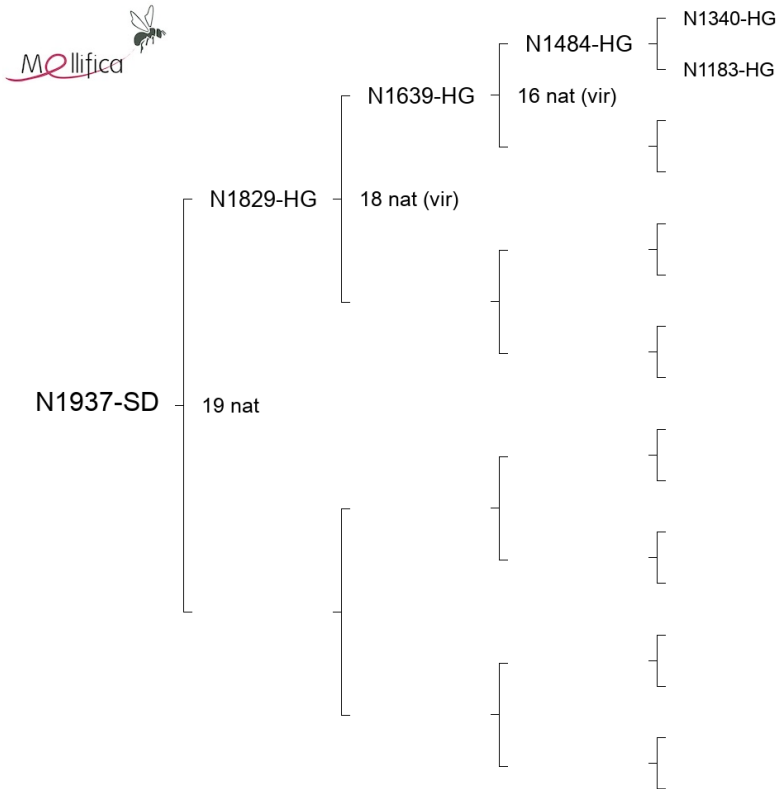 Mellifica
N1340-HG
N1484-HG
N1183-HG
N1639-HG
16 nat (vir)
N1829-HG
18 nat (vir)
N1937-SD
19 nat